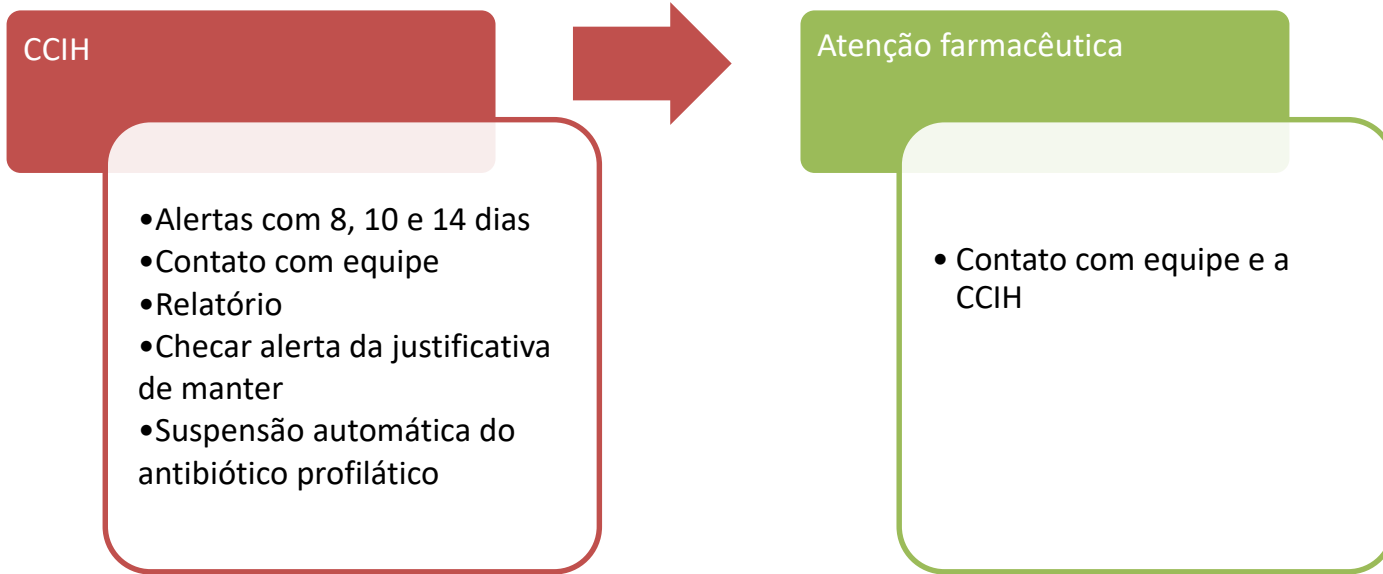 CCIH
•Alertas com 8, 10 e 14 dias
•Contato com equipe
•Relatório
•Checar alerta da justificativa
de manter
•Suspensão automática do
antibiótico profilático
Atenção farmacêutica
• Contato com equipe e a
CCIH